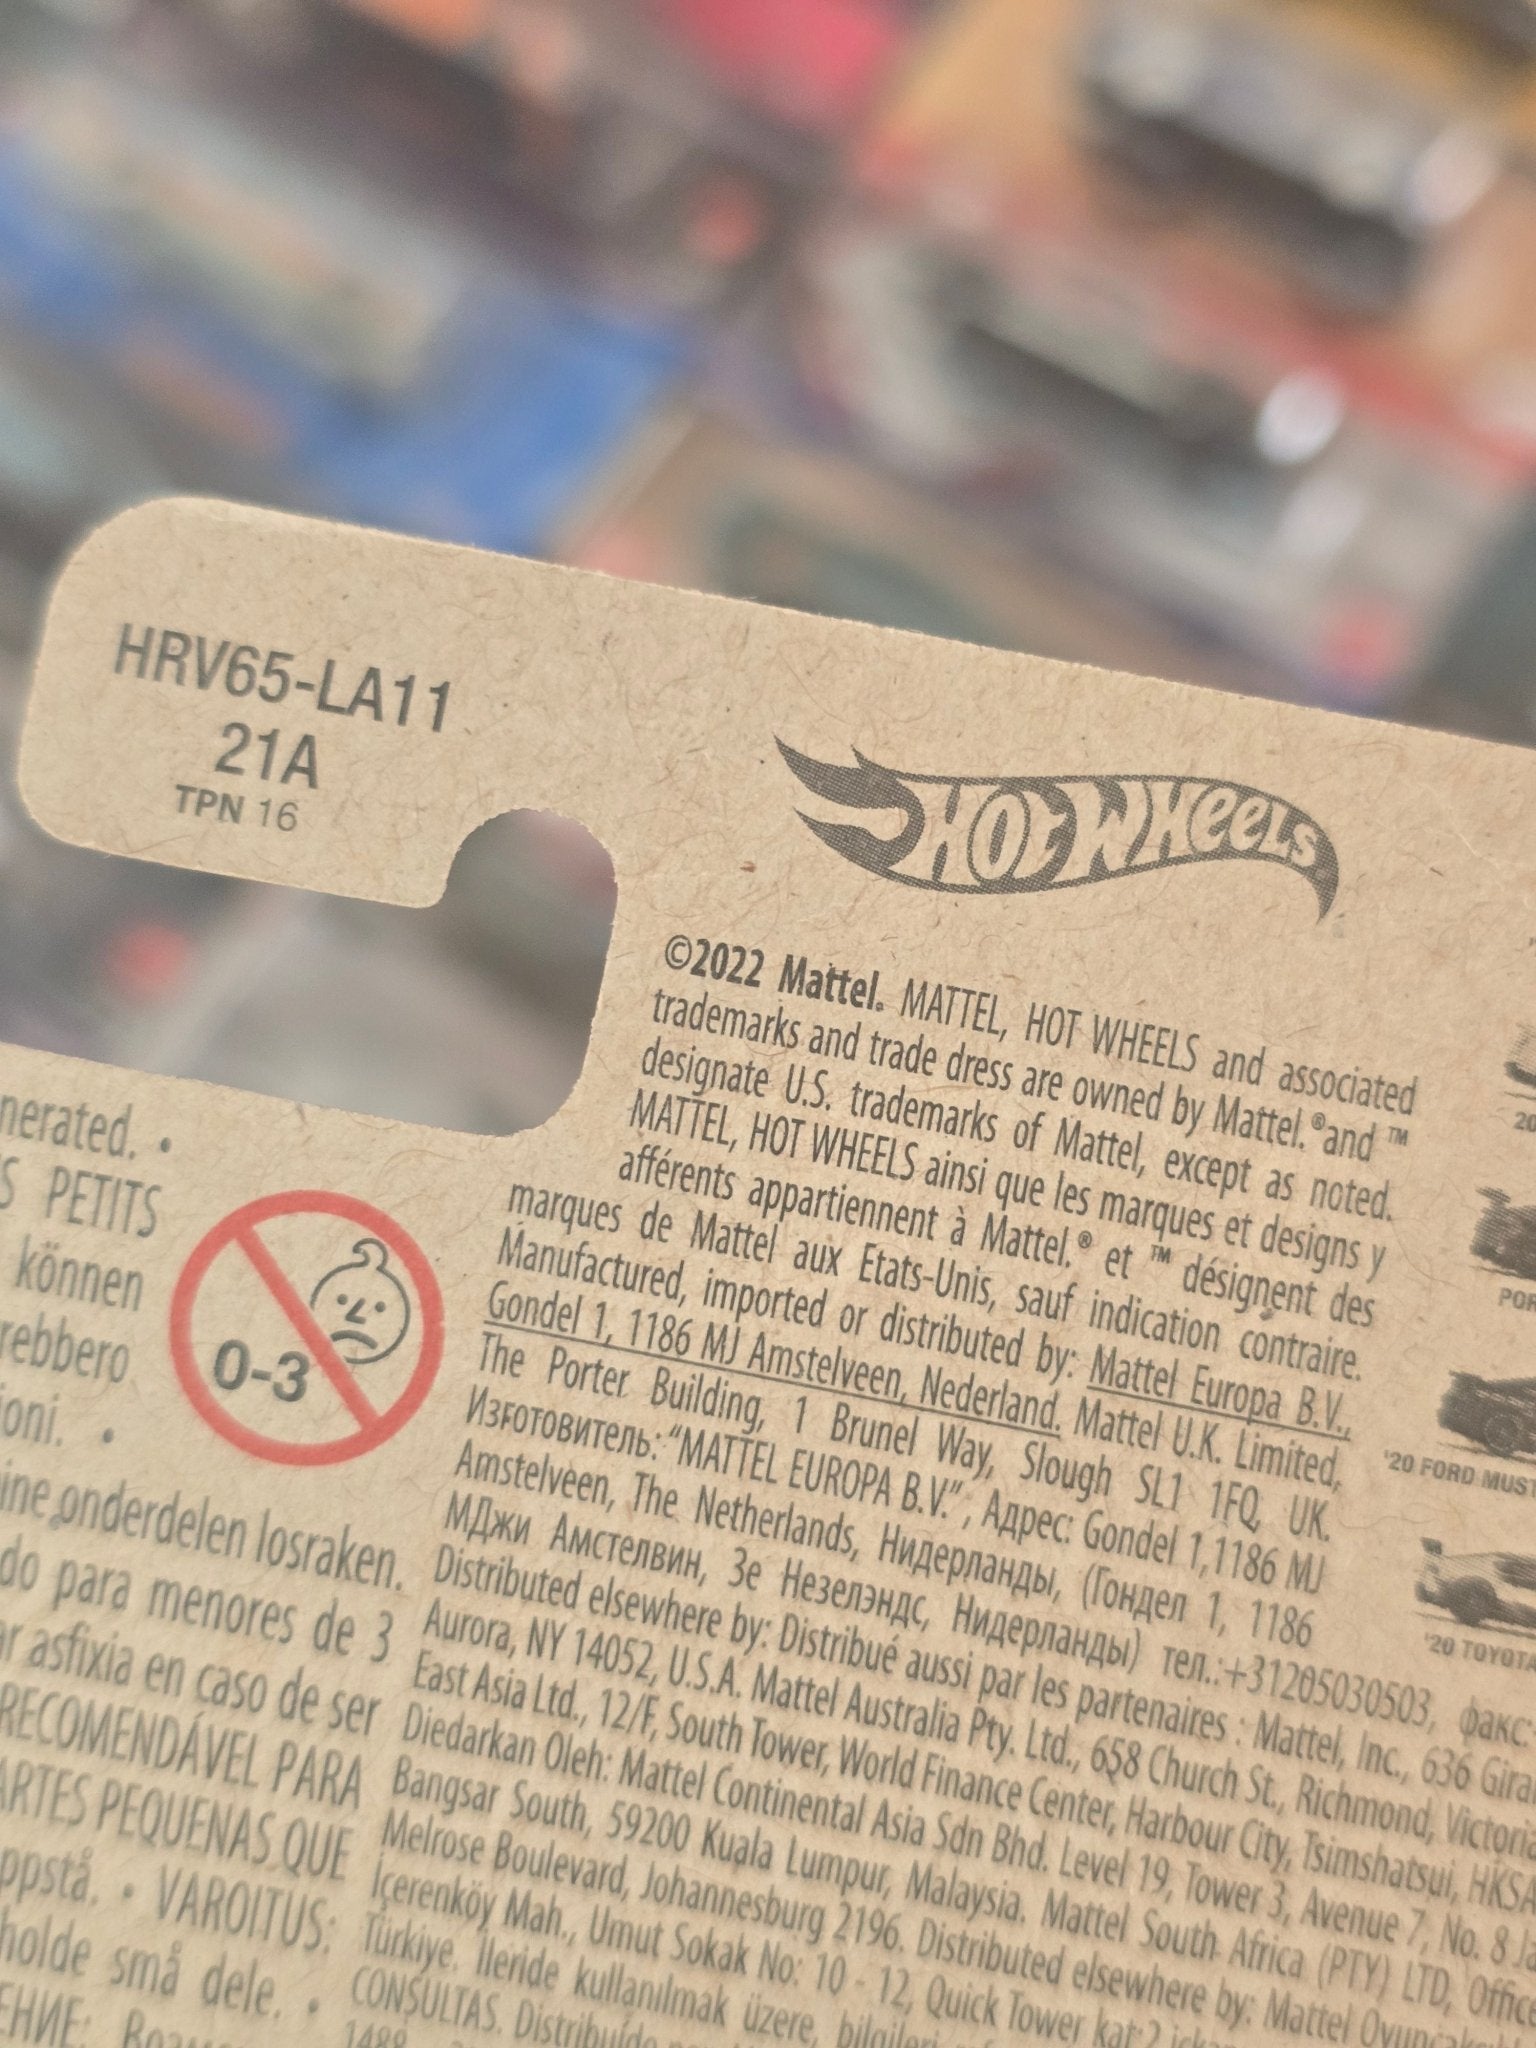 HRV65-LA11
21A
TPN 16
HOT WHEELS
©2022 Mattel. MATTEL, HOT WHEELS and associated
trademarks and trade dress are owned by Mattel.®and ™
designate U.S. trademarks of Mattel, except as noted.
MATTEL, HOT WHEELS ainsi que les marques et designs y
afférents appartiennent à Mattel.® et ™ désignent des
marques de Mattel aux Etats-Unis, sauf indication contraire.
Manufactured, imported or distributed by: Mattel Europa B.V.,
Gondel 1, 1186 MJ Amstelveen, Nederland. Mattel U.K. Limited,
The Porter Building, 1 Brunel Way, Slough SL1 1FQ, UK.
Изготовитель: “MATTEL EUROPA B.V.”, Адрес: Gondel 1,1186 MJ
Amstelveen, The Netherlands, Нидерланды, (Гондел 1, 1186
МДжи Амстелвин, Зе Незелэндс, Нидерланды) тел.:+31205030503, факс:
Distributed elsewhere by: Distribué aussi par les partenaires : Mattel, Inc., 636
Aurora, NY 14052, U.S.A. Mattel Australia Pty. Ltd., 658 Church St., Richmond, Victoria
East Asia Ltd., 12/F, South Tower, World Finance Center, Harbour City, Tsimshatsui,
Diedarkan Oleh: Mattel Continental Asia Sdn Bhd. Level 19, Tower 3, Avenue 7, No. 8
Bangsar South, 59200 Kuala Lumpur, Malaysia. Mattel South Africa (PTY) LTD,
Melrose Boulevard, Johannesburg 2196. Distributed elsewhere by: Mattel
İçerenköy Mah., Umut Sokak No: 10 - 12, Quick Tower kat:2
Türkiye. İleride kullanılmak üzere, bilgileri
CONSULTAS. Distribuído
1488
nerated. •
S PETITS
können
rebbero
ioni. •
0-3
ine onderdelen losraken.
do para menores de 3
ar asfixia en caso de ser
RECOMENDÁVEL PARA
ARTES PEQUENAS QUE
ppstå. • VAROITUS:
holde små dele. •
ЕНИЕ:
20
POR
'20 FORD MUST
'20 TOYOTA